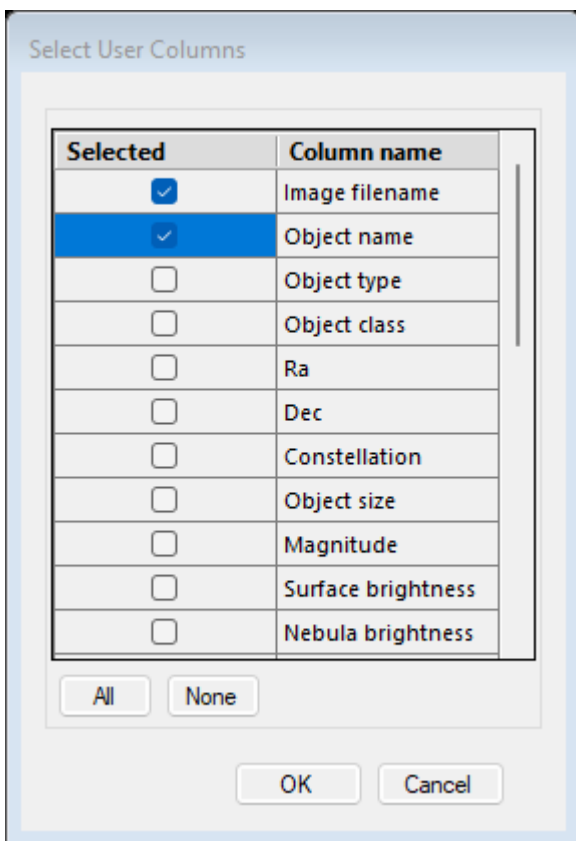 Select User Columns
Selected Column name
Image filename
Object name
Object type
Object class
Ra
Dec
Constellation
Object size
Magnitude
Surface brightness
Nebula brightness
All None
OK Cancel